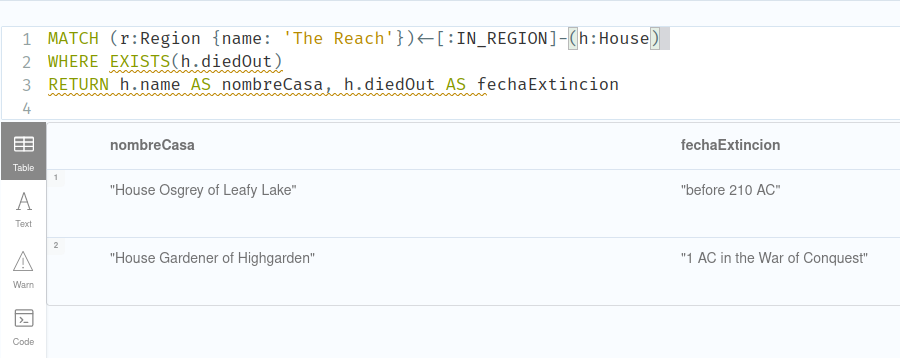 1 MATCH (r:Region {name: 'The Reach'})<-[:IN_REGION]-(h:House)
2 WHERE EXISTS(h.diedOut)
3 RETURN h.name AS nombreCasa, h.diedOut AS fechaExtincion
4
nombreCasa fechaExtincion
1
"House Osgrey of Leafy Lake" "before 210 AC"
2
"House Gardener of Highgarden" "1 AC in the War of Conquest"
Table
Text
Warn
Code